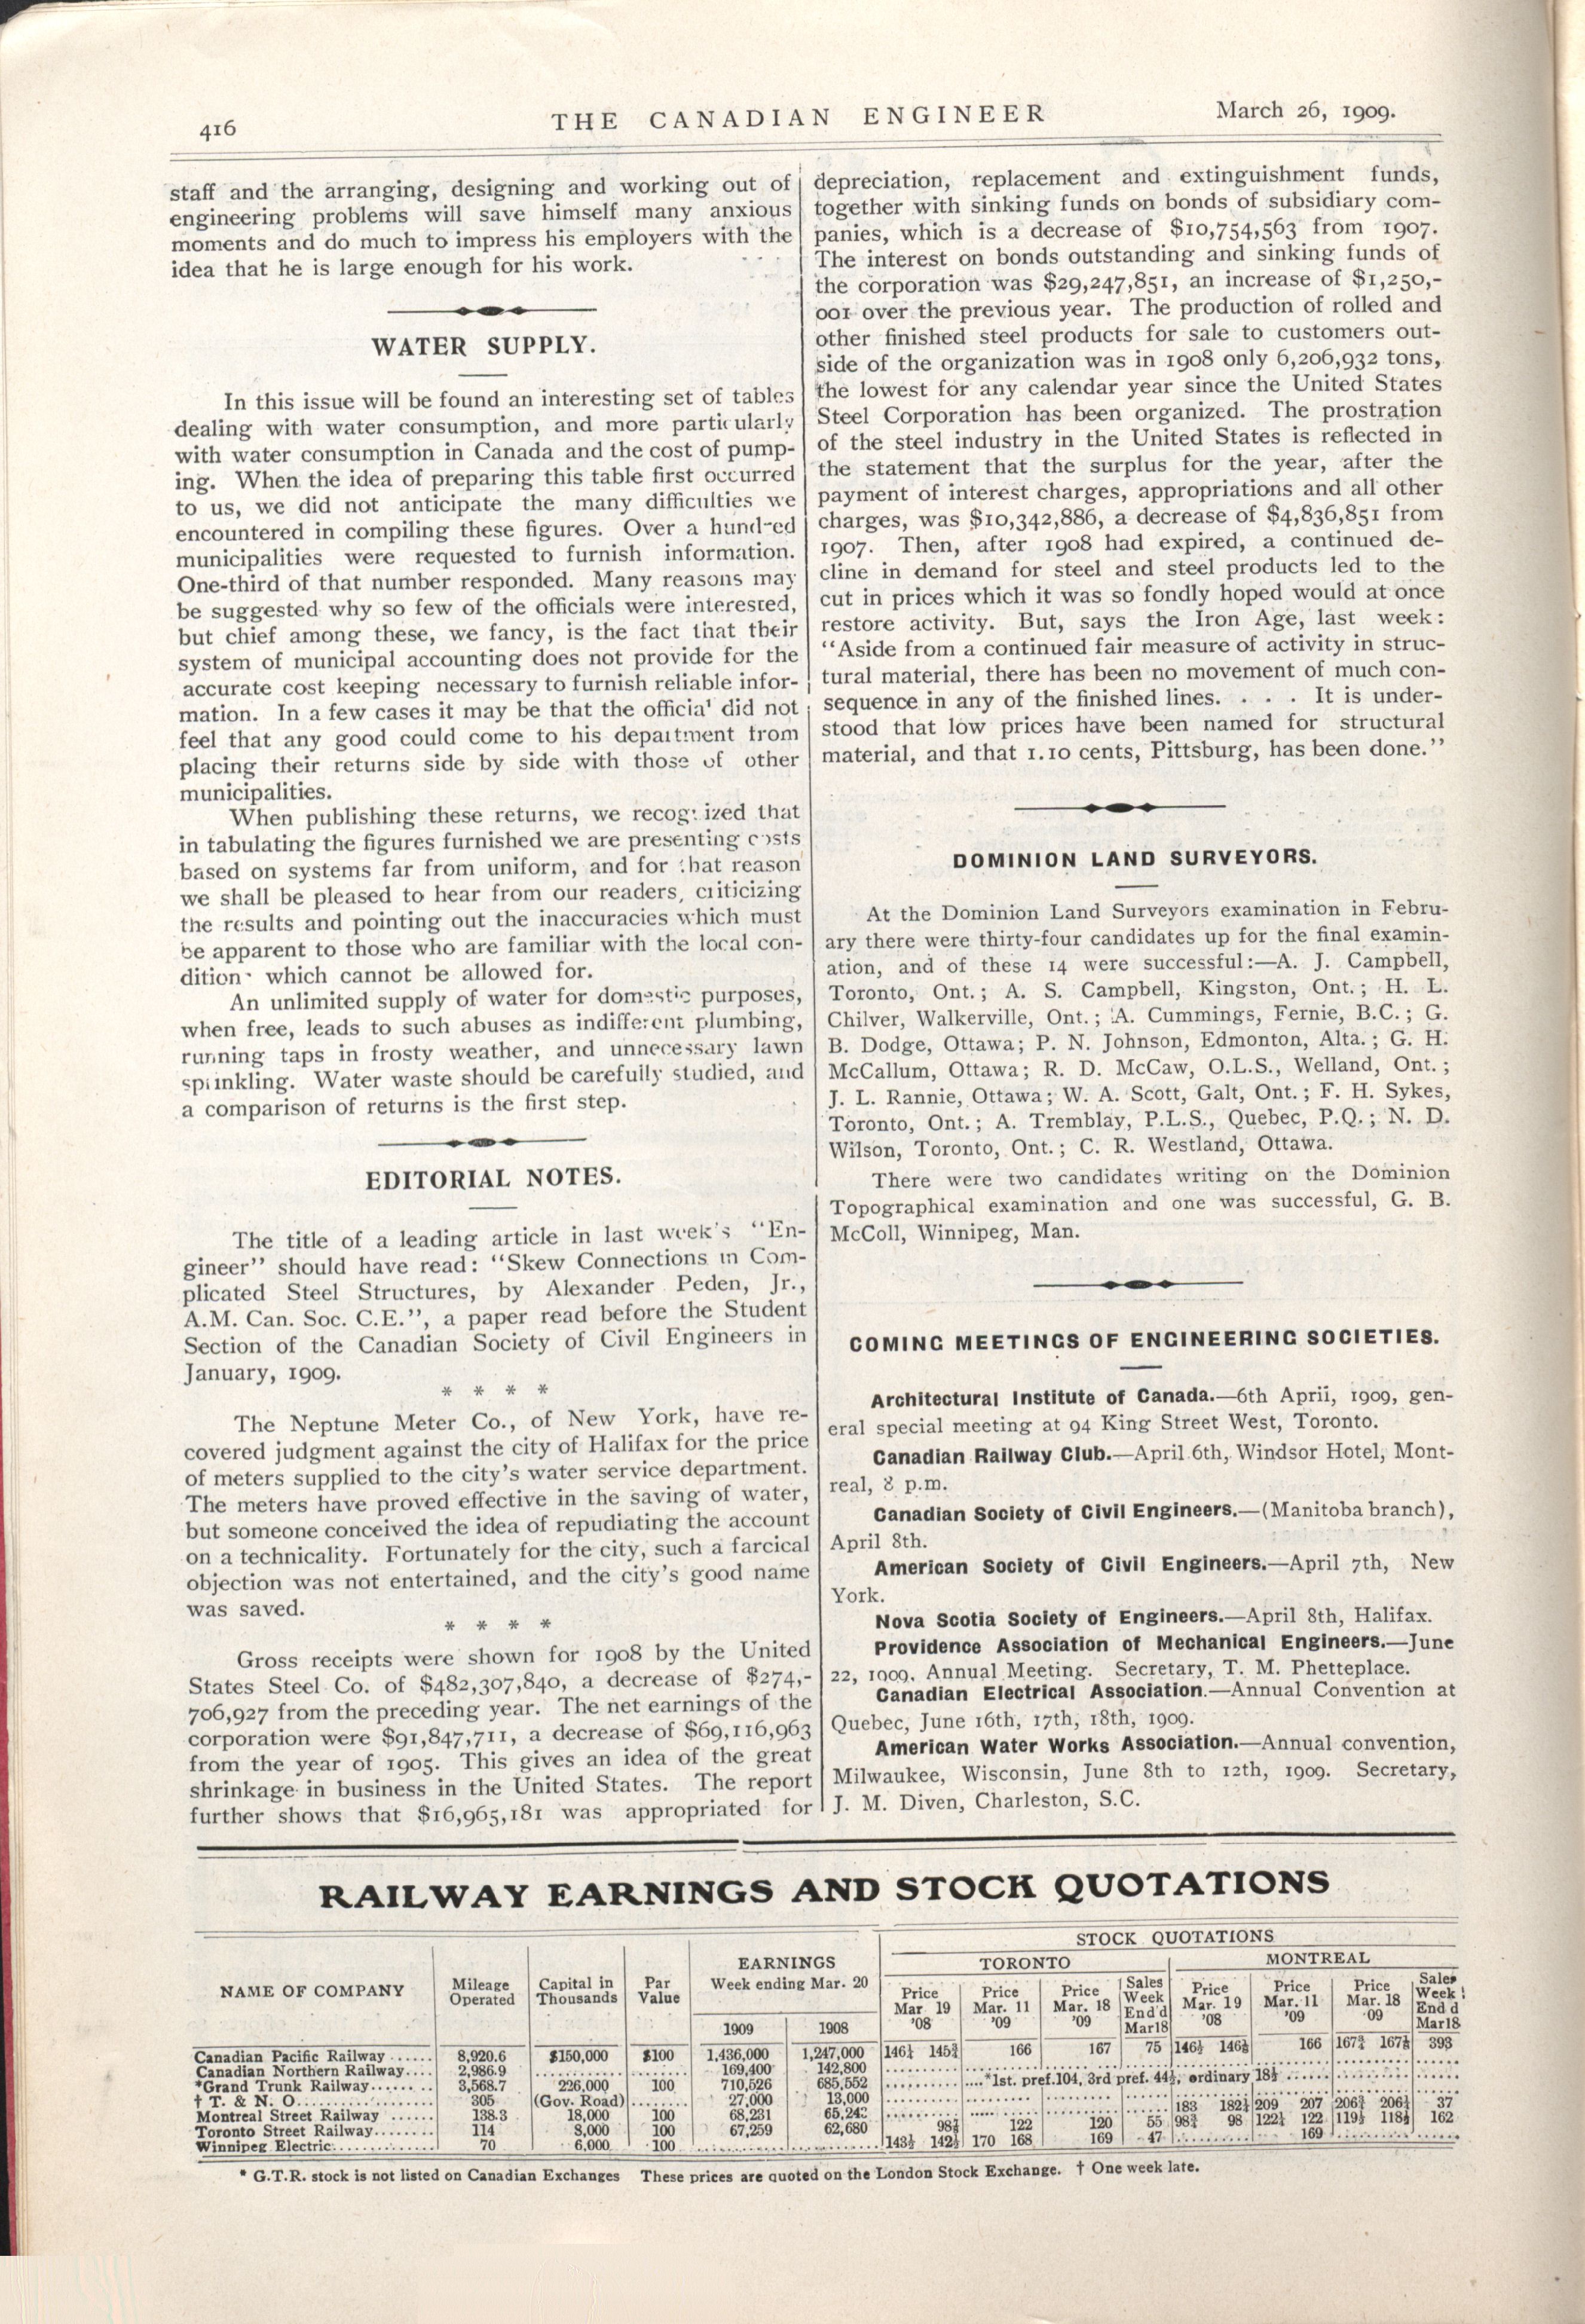 416
THE CANADIAN ENGINEER
March 26, 1909.
staff and the arranging, designing and working out of
engineering problems will save himself many anxious
moments and do much to impress his employers with the
idea that he is large enough for his work.
WATER SUPPLY.
In this issue will be found an interesting set of tables
dealing with water consumption, and more particularly
with water consumption in Canada and the cost of pump-
ing. When the idea of preparing this table first occurred
to us, we did not anticipate the many difficulties we
encountered in compiling these figures. Over a hundred
municipalities were requested to furnish information.
One-third of that number responded. Many reasons may
be suggested why so few of the officials were interested,
but chief among these, we fancy, is the fact that their
system of municipal accounting does not provide for the
accurate cost keeping necessary to furnish reliable infor-
mation. In a few cases it may be that the official did not
feel that any good could come to his department from
placing their returns side by side with those of other
municipalities.
When publishing these returns, we recognized that
in tabulating the figures furnished we are presenting costs
based on systems far from uniform, and for that reason
we shall be pleased to hear from our readers, criticizing
the results and pointing out the inaccuracies which must
be apparent to those who are familiar with the local con-
ditions which cannot be allowed for.
An unlimited supply of water for domestic purposes,
when free, leads to such abuses as indifferent plumbing,
running taps in frosty weather, and unnecessary lawn
sprinkling. Water waste should be carefully studied, and
a comparison of returns is the first step.
EDITORIAL NOTES.
The title of a leading article in last week's "En-
gineer" should have read: "Skew Connections in Com-
plicated Steel Structures, by Alexander Peden, Jr.,
A.M. Can. Soc. C.E.", a paper read before the Student
Section of the Canadian Society of Civil Engineers in
January, 1909.
* * * *
The Neptune Meter Co., of New York, have re-
covered judgment against the city of Halifax for the price
of meters supplied to the city's water service department.
The meters have proved effective in the saving of water,
but someone conceived the idea of repudiating the account
on a technicality. Fortunately for the city, such a farcical
objection was not entertained, and the city's good name
was saved.
* * * *
Gross receipts were shown for 1908 by the United
States Steel Co. of $482,307,840, a decrease of $274,-
706,927 from the preceding year. The net earnings of the
corporation were $91,847,711, a decrease of $69,116,963
from the year of 1905. This gives an idea of the great
shrinkage in business in the United States. The report
further shows that $16,965,181 was appropriated for
depreciation, replacement and extinguishment funds,
together with sinking funds on bonds of subsidiary com-
panies, which is a decrease of $10,754,563 from 1907.
The interest on bonds outstanding and sinking funds of
the corporation was $29,247,851, an increase of $1,250,-
001 over the previous year. The production of rolled and
other finished steel products for sale to customers out-
side of the organization was in 1908 only 6,206,932 tons,
the lowest for any calendar year since the United States
Steel Corporation has been organized. The prostration
of the steel industry in the United States is reflected in
the statement that the surplus for the year, after the
payment of interest charges, appropriations and all other
charges, was $10,342,886, a decrease of $4,836,851 from
1907. Then, after 1908 had expired, a continued de-
cline in demand for steel and steel products led to the
cut in prices which it was so fondly hoped would at once
restore activity. But, says the Iron Age, last week:
"Aside from a continued fair measure of activity in struc-
tural material, there has been no movement of much con-
sequence in any of the finished lines. . . . It is under-
stood that low prices have been named for structural
material, and that 1.10 cents, Pittsburg, has been done."
DOMINION LAND SURVEYORS.
At the Dominion Land Surveyors examination in Febru-
ary there were thirty-four candidates up for the final examin-
ation, and of these 14 were successful:—A. J. Campbell,
Toronto, Ont.; A. S. Campbell, Kingston, Ont.; H. L.
Chilver, Walkerville, Ont.; A. Cummings, Fernie, B.C.; G.
B. Dodge, Ottawa; P. N. Johnson, Edmonton, Alta.; G. H.
McCallum, Ottawa; R. D. McCaw, O.L.S., Welland, Ont.;
J. L. Rannie, Ottawa; W. A. Scott, Galt, Ont.; F. H. Sykes,
Toronto, Ont.; A. Tremblay, P.L.S., Quebec, P.Q.; N. D.
Wilson, Toronto, Ont.; C. R. Westland, Ottawa.
There were two candidates writing on the Dominion
Topographical examination and one was successful, G. B.
McColl, Winnipeg, Man.
COMING MEETINGS OF ENGINEERING SOCIETIES.
Architectural Institute of Canada.—6th April, 1909, gen-
eral special meeting at 94 King Street West, Toronto.
Canadian Railway Club.—April 6th, Windsor Hotel, Mont-
real, 8 p.m.
Canadian Society of Civil Engineers.—(Manitoba branch),
April 8th.
American Society of Civil Engineers.—April 7th, New
York.
Nova Scotia Society of Engineers.—April 8th, Halifax.
Providence Association of Mechanical Engineers.—June
22, 1909. Annual Meeting. Secretary, T. M. Phetteplace.
Canadian Electrical Association.—Annual Convention at
Quebec, June 16th, 17th, 18th, 1909.
American Water Works Association.—Annual convention,
Milwaukee, Wisconsin, June 8th to 12th, 1909. Secretary,
J. M. Diven, Charleston, S.C.
RAILWAY EARNINGS AND STOCK QUOTATIONS
NAME OF COMPANY Mileage Operated Capital in Thousands Par Value EARNINGS Week ending Mar. 20 STOCK QUOTATIONS
TORONTO MONTREAL
1909 1908 Price Mar. 19 '08 Price Mar. 11 '09 Price Mar. 18 '09 Sales Week End'd Mar18 Price Mar. 19 '08 Price Mar. 11 '09 Price Mar. 18 '09 Sales Week End'd Mar18
Canadian Pacific Railway 8,920.6 $150,000 $100 1,436,000 1,247,000 166 167 75 166 393
Canadian Northern Railway 2,986.9 169,400 142,800
*Grand Trunk Railway 3,568.7 226,000 100 710,526 685,552 *1st. pref.104, 3rd pref. 44½, ordinary 18½
† T. & N. O. 305 (Gov. Road) 27,000 13,000
Montreal Street Railway 138.3 18,000 100 68,231 183 209 207 37
Toronto Street Railway 114 8,000 100 67,259 62,680 122 120 55 98 122 162
Winnipeg Electric 70 6,000 100 170 168 169 47 169
* G.T.R. stock is not listed on Canadian Exchanges These prices are quoted on the London Stock Exchange. † One week late.